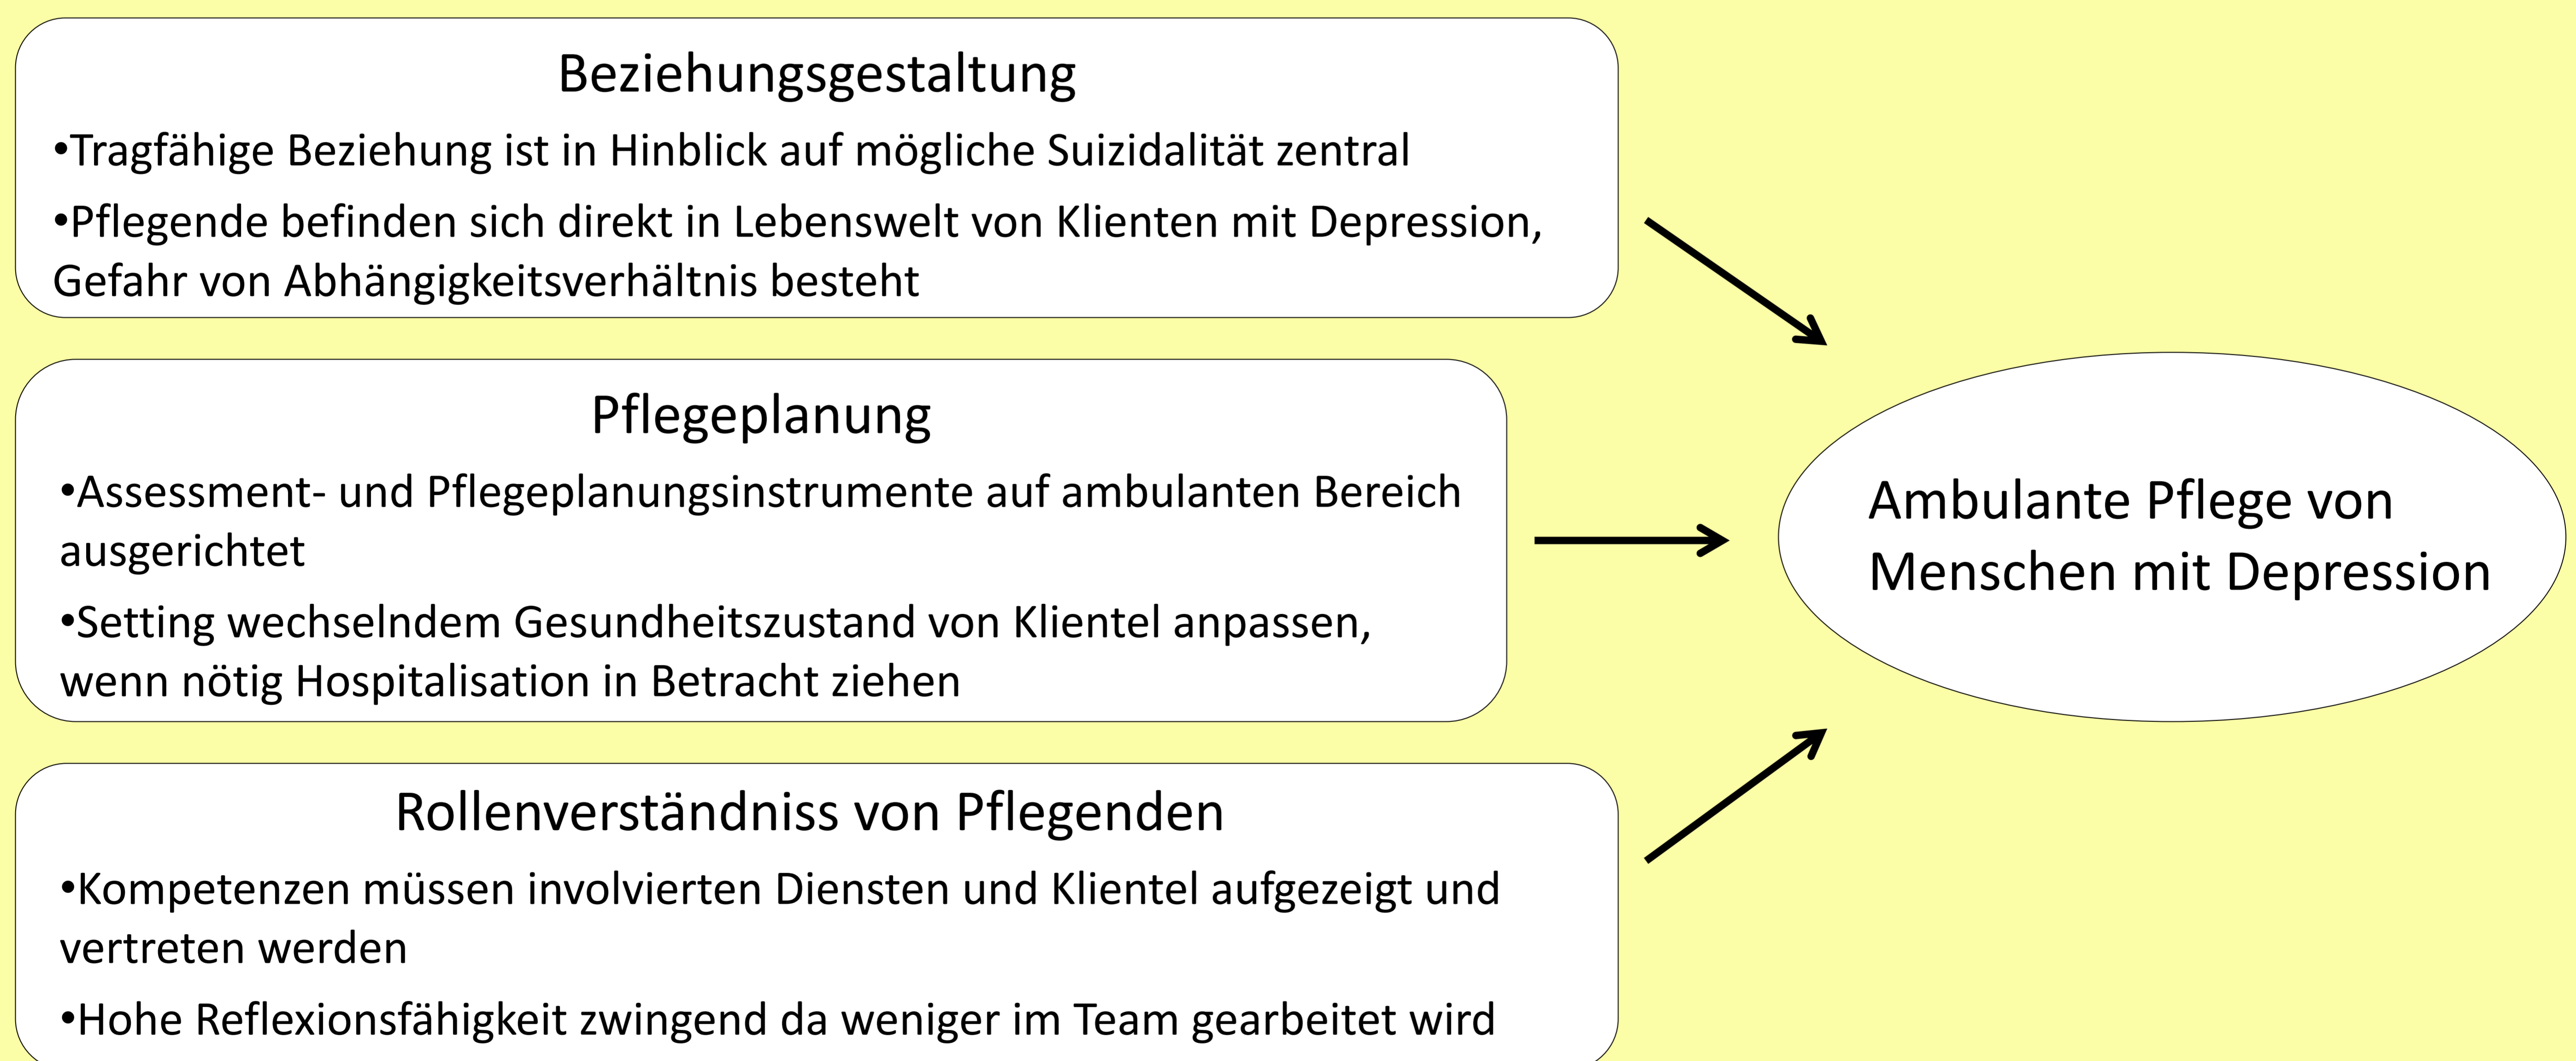 Beziehungsgestaltung
•Tragfähige Beziehung ist in Hinblick auf mögliche Suizidalität zentral
•Pflegende befinden sich direkt in Lebenswelt von Klienten mit Depression,
Gefahr von Abhängigkeitsverhältnis besteht
Pflegeplanung
•Assessment- und Pflegeplanungsinstrumente auf ambulanten Bereich
ausgerichtet
•Setting wechselndem Gesundheitszustand von Klientel anpassen,
wenn nötig Hospitalisation in Betracht ziehen
Rollenverständniss von Pflegenden
•Kompetenzen müssen involvierten Diensten und Klientel aufgezeigt und
vertreten werden
•Hohe Reflexionsfähigkeit zwingend da weniger im Team gearbeitet wird
Ambulante Pflege von
Menschen mit Depression